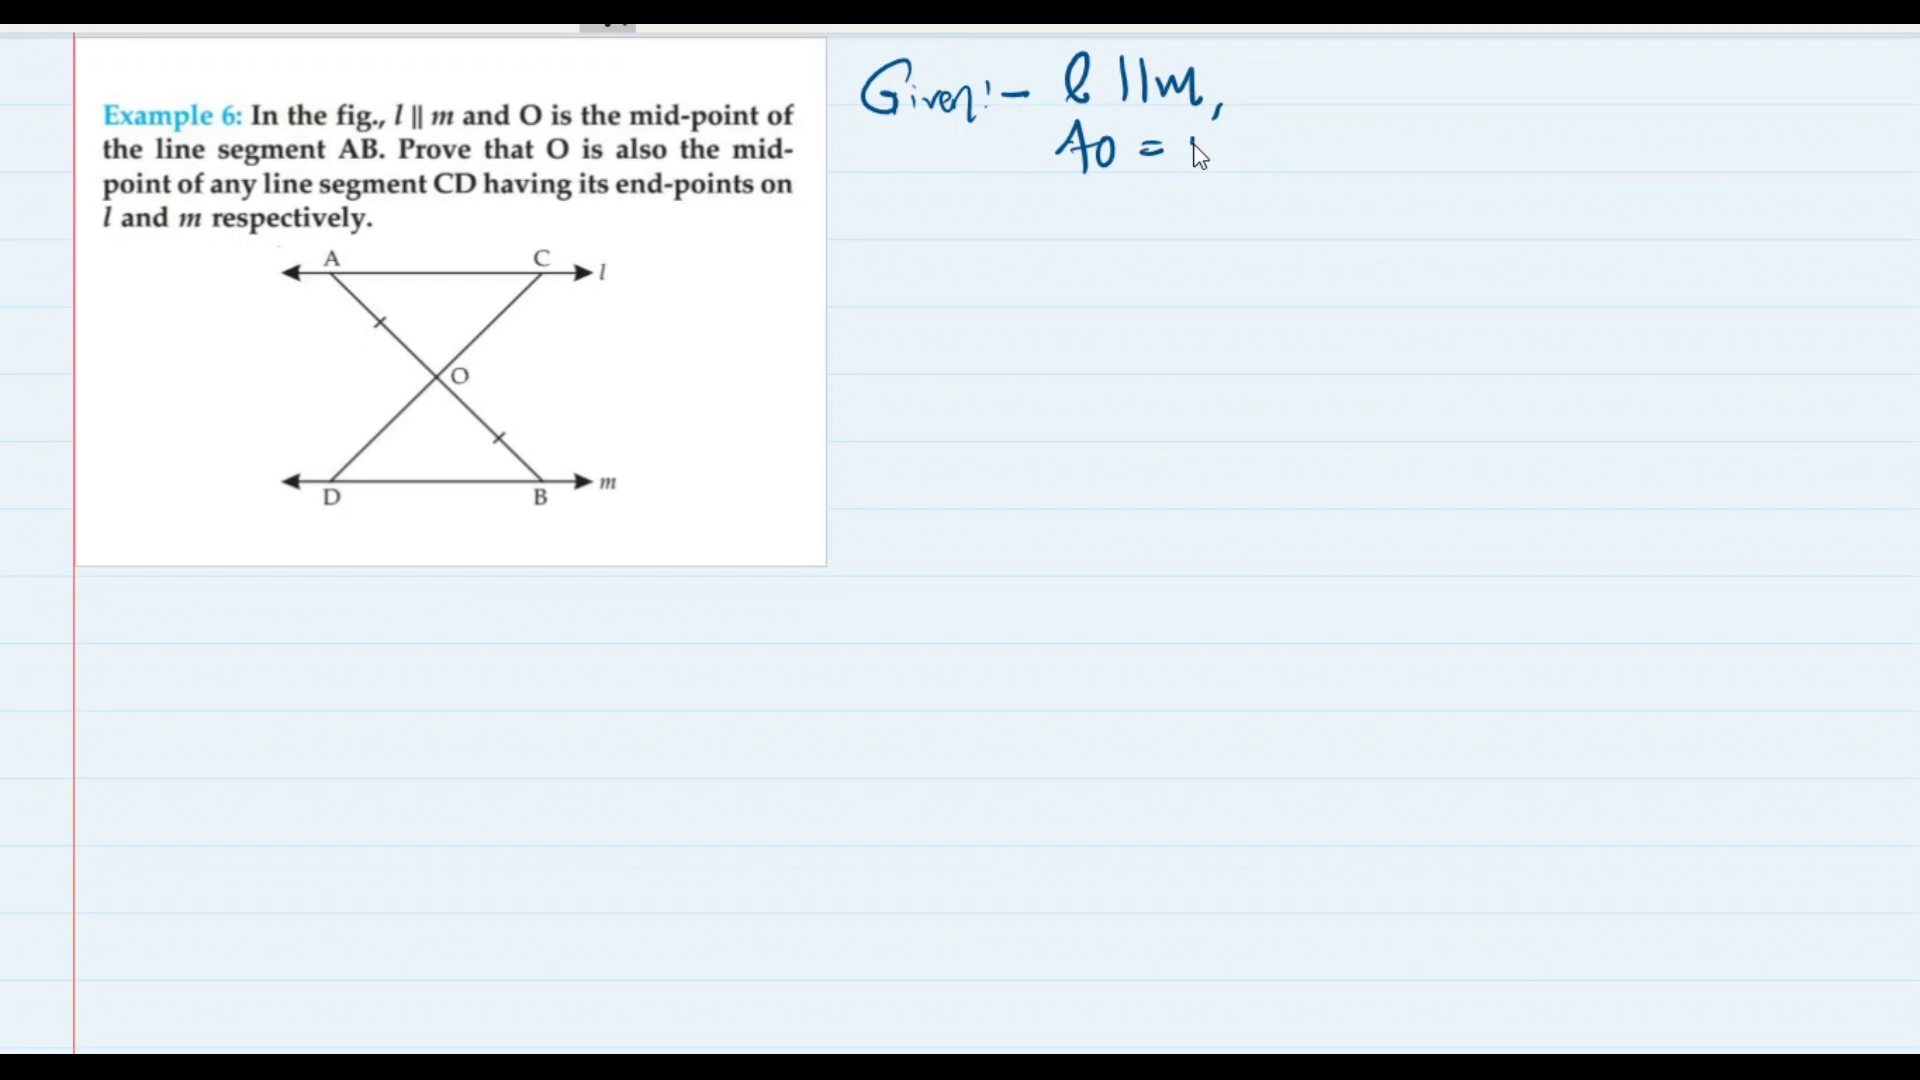 Example 6: In the fig., l || m and O is the mid-point of
the line segment AB. Prove that O is also the mid-
point of any line segment CD having its end-points on
l and m respectively.
A C l
O
D B m
Given:- l || m,
AO =